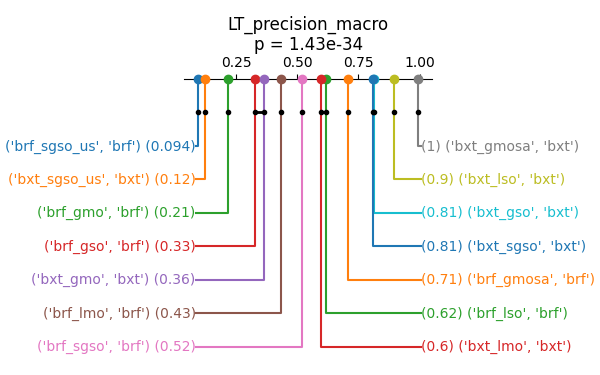 LT_precision_macro
p = 1.43e-34
0.25 0.50 0.75 1.00
('brf_sgso_us', 'brf') (0.094) (1) ('bxt_gmosa', 'bxt')
('bxt_sgso_us', 'bxt') (0.12) (0.9) ('bxt_lso', 'bxt')
('brf_gmo', 'brf') (0.21) (0.81) ('bxt_gso', 'bxt')
('brf_gso', 'brf') (0.33) (0.81) ('bxt_sgso', 'bxt')
('bxt_gmo', 'bxt') (0.36) (0.71) ('brf_gmosa', 'brf')
('brf_lmo', 'brf') (0.43) (0.62) ('brf_lso', 'brf')
('brf_sgso', 'brf') (0.52) (0.6) ('bxt_lmo', 'bxt')